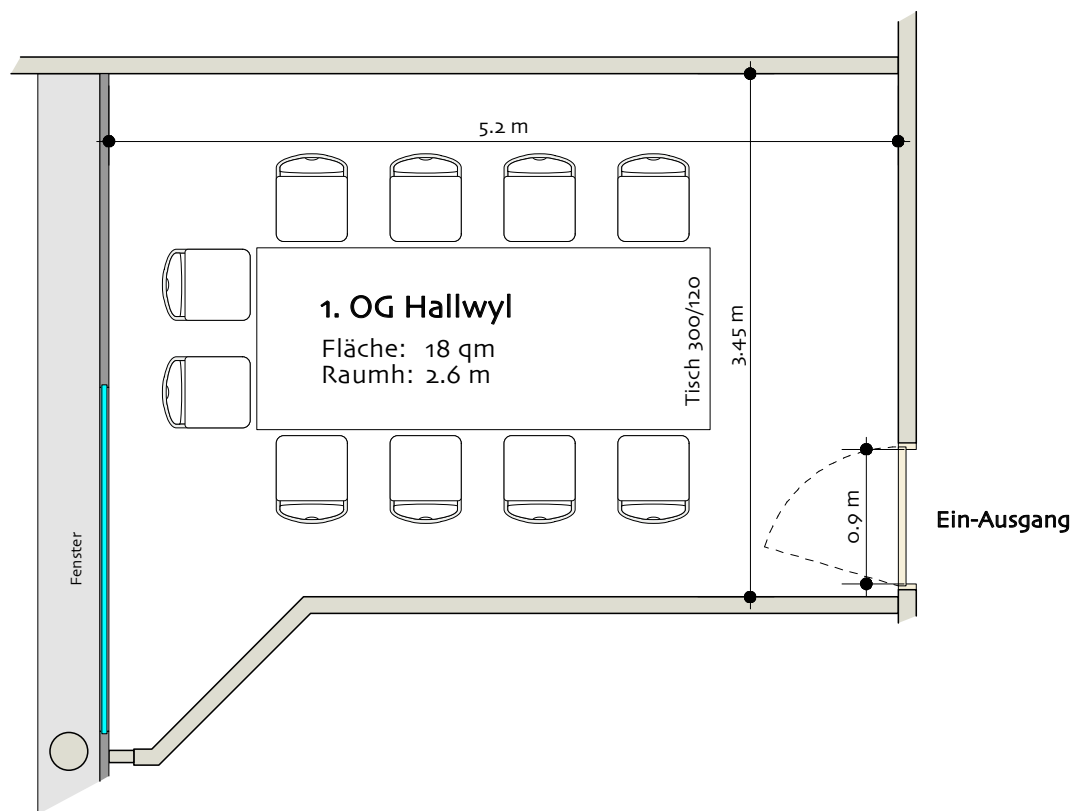 5.2 m
1. OG Hallwyl
Fläche: 18 qm
Raumh: 2.6 m
Tisch 300/120
3.45 m
0.9 m
Ein-Ausgang
Fenster